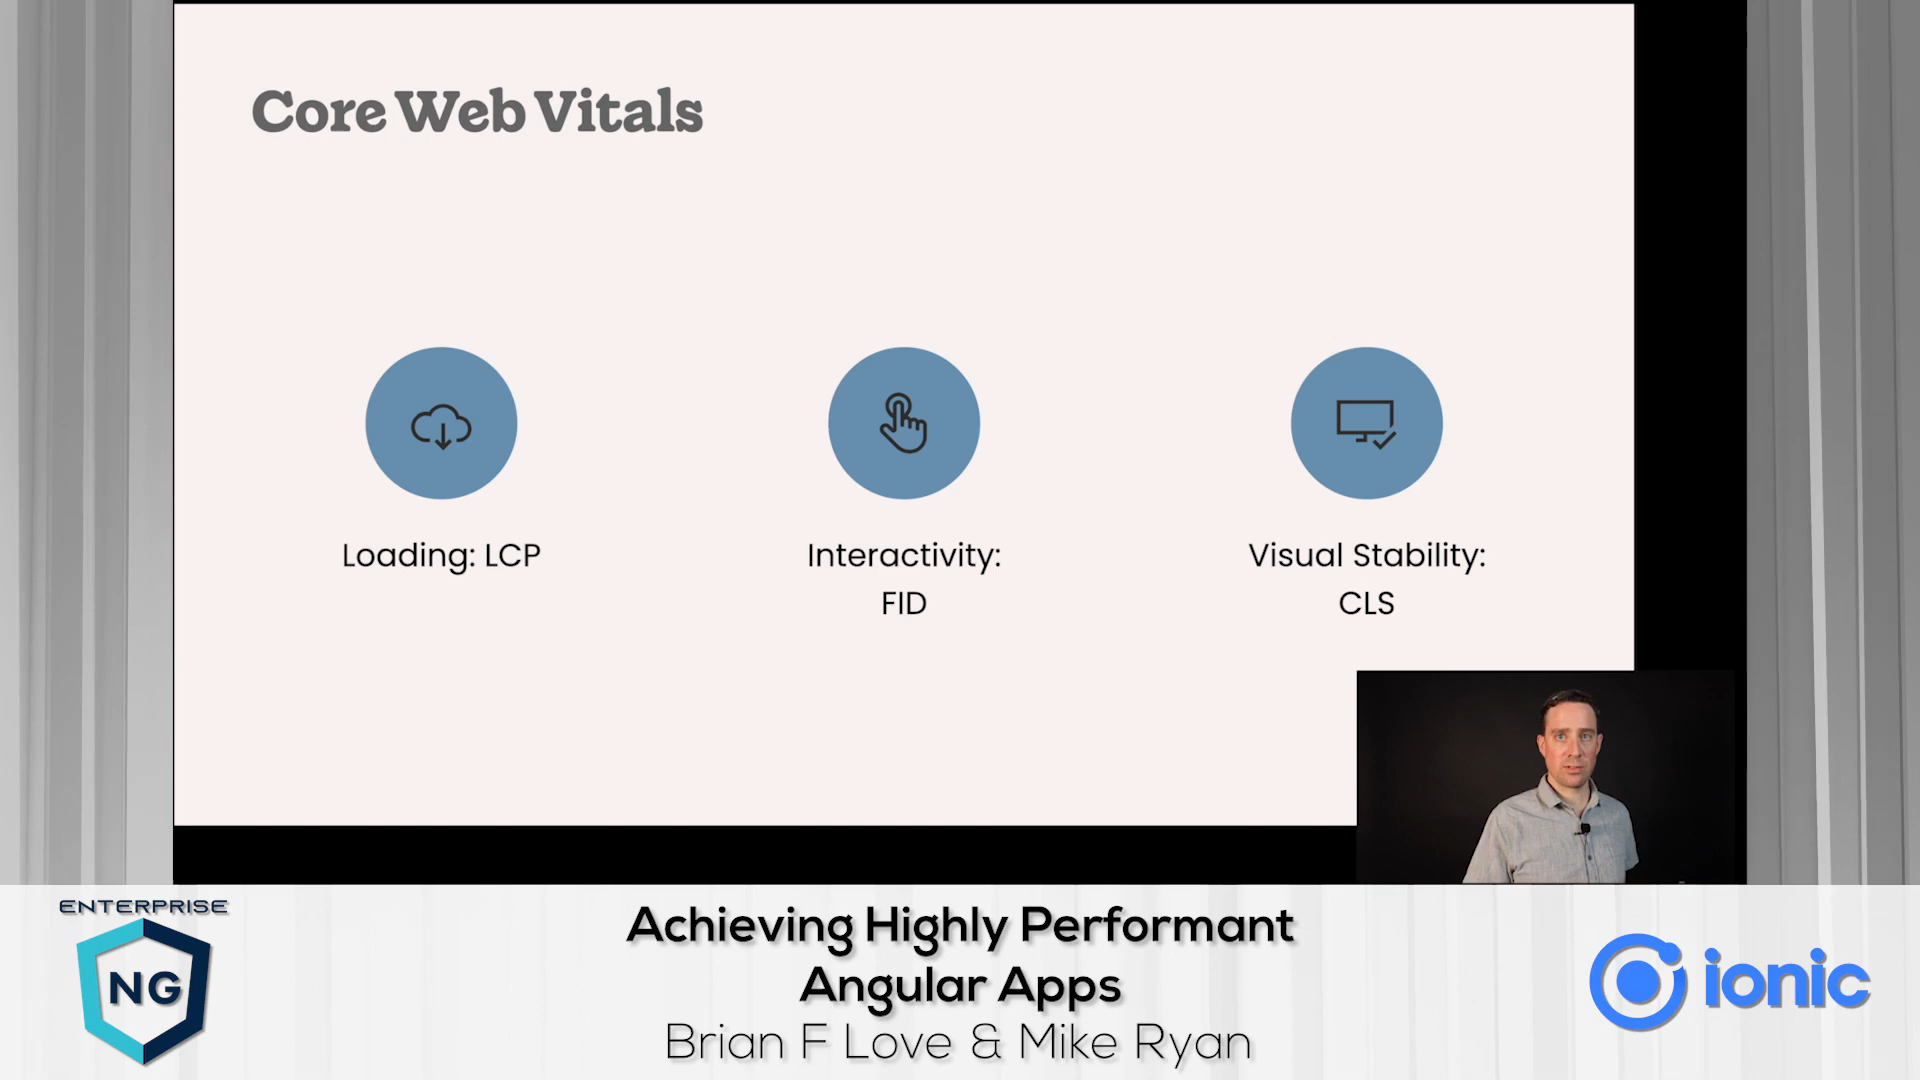 Core Web Vitals
Loading: LCP
Interactivity:
FID
Visual Stability:
CLS
ENTERPRISE
NG
Achieving Highly Performant
Angular Apps
Brian F Love & Mike Ryan
ionic